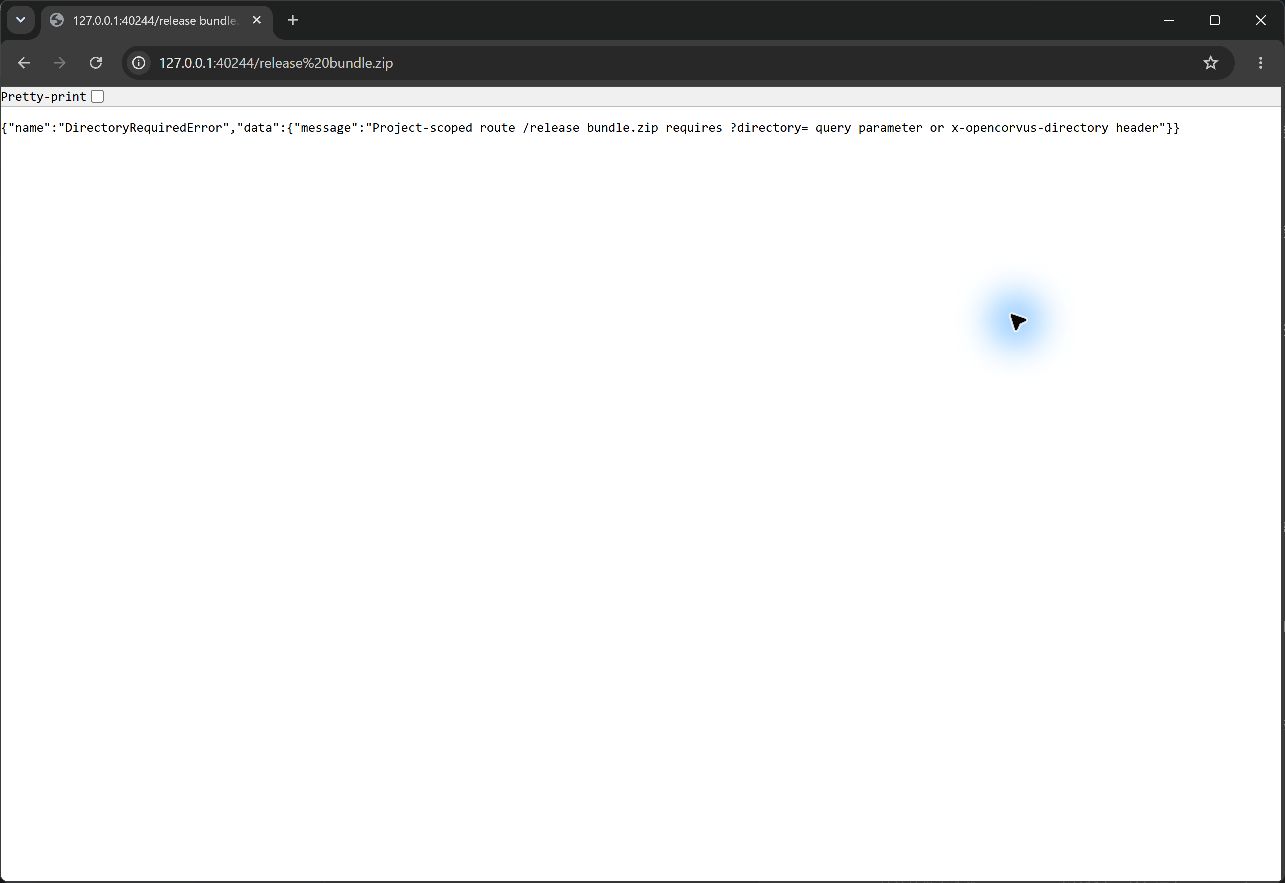 127.0.0.1:40244/release bundle.
127.0.0.1:40244/release%20bundle.zip
Pretty-print
{"name":"DirectoryRequiredError","data":{"message":"Project-scoped route /release bundle.zip requires ?directory= query parameter or x-opencorvus-directory header"}}